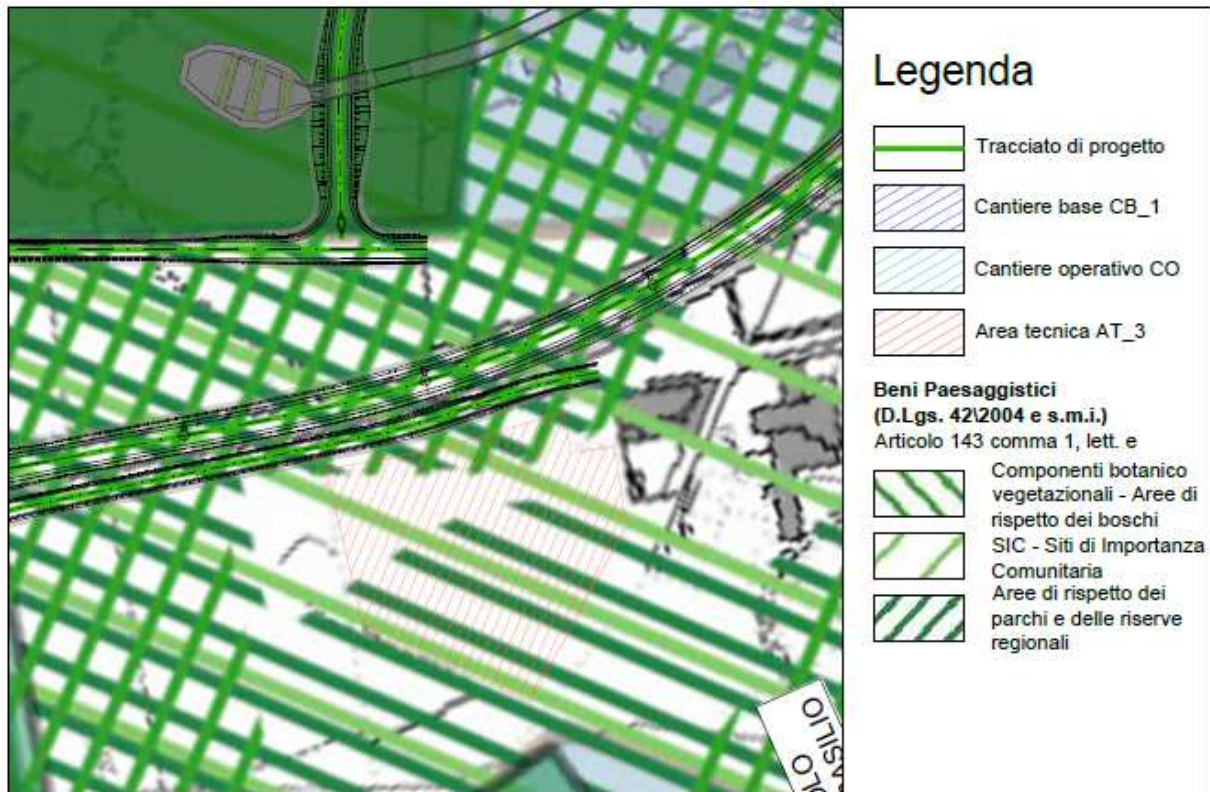 Legenda
Tracciato di progetto
Cantiere base CB_1
Cantiere operativo CO
Area tecnica AT_3
Beni Paesaggistici
(D.Lgs. 42\2004 e s.m.i.)
Articolo 143 comma 1, lett. e
Componenti botanico
vegetazionali - Aree di
rispetto dei boschi
SIC - Siti di Importanza
Comunitaria
Aree di rispetto dei
parchi e delle riserve
regionali
ASILIO
OLO